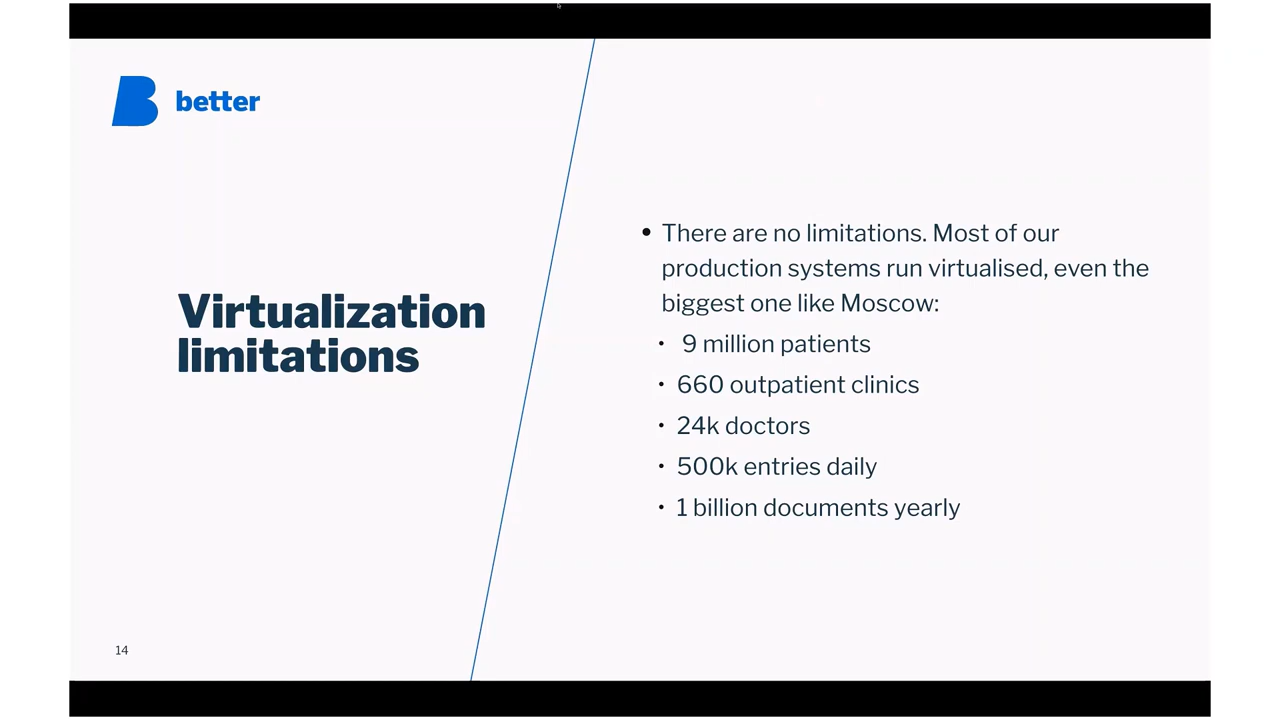 better
Virtualization
limitations
• There are no limitations. Most of our
production systems run virtualised, even the
biggest one like Moscow:
• 9 million patients
• 660 outpatient clinics
• 24k doctors
• 500k entries daily
• 1 billion documents yearly
14